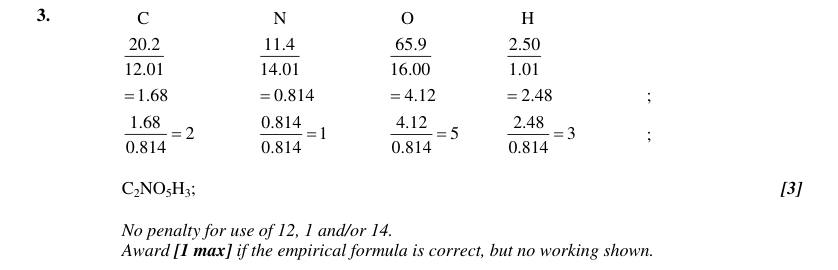 3. C N O H
20.2/12.01 11.4/14.01 65.9/16.00 2.50/1.01
=1.68 =0.814 =4.12 =2.48 ;
1.68/0.814=2 0.814/0.814=1 4.12/0.814=5 2.48/0.814=3 ;
C₂NO₅H₃; [3]
No penalty for use of 12, 1 and/or 14.
Award [1 max] if the empirical formula is correct, but no working shown.